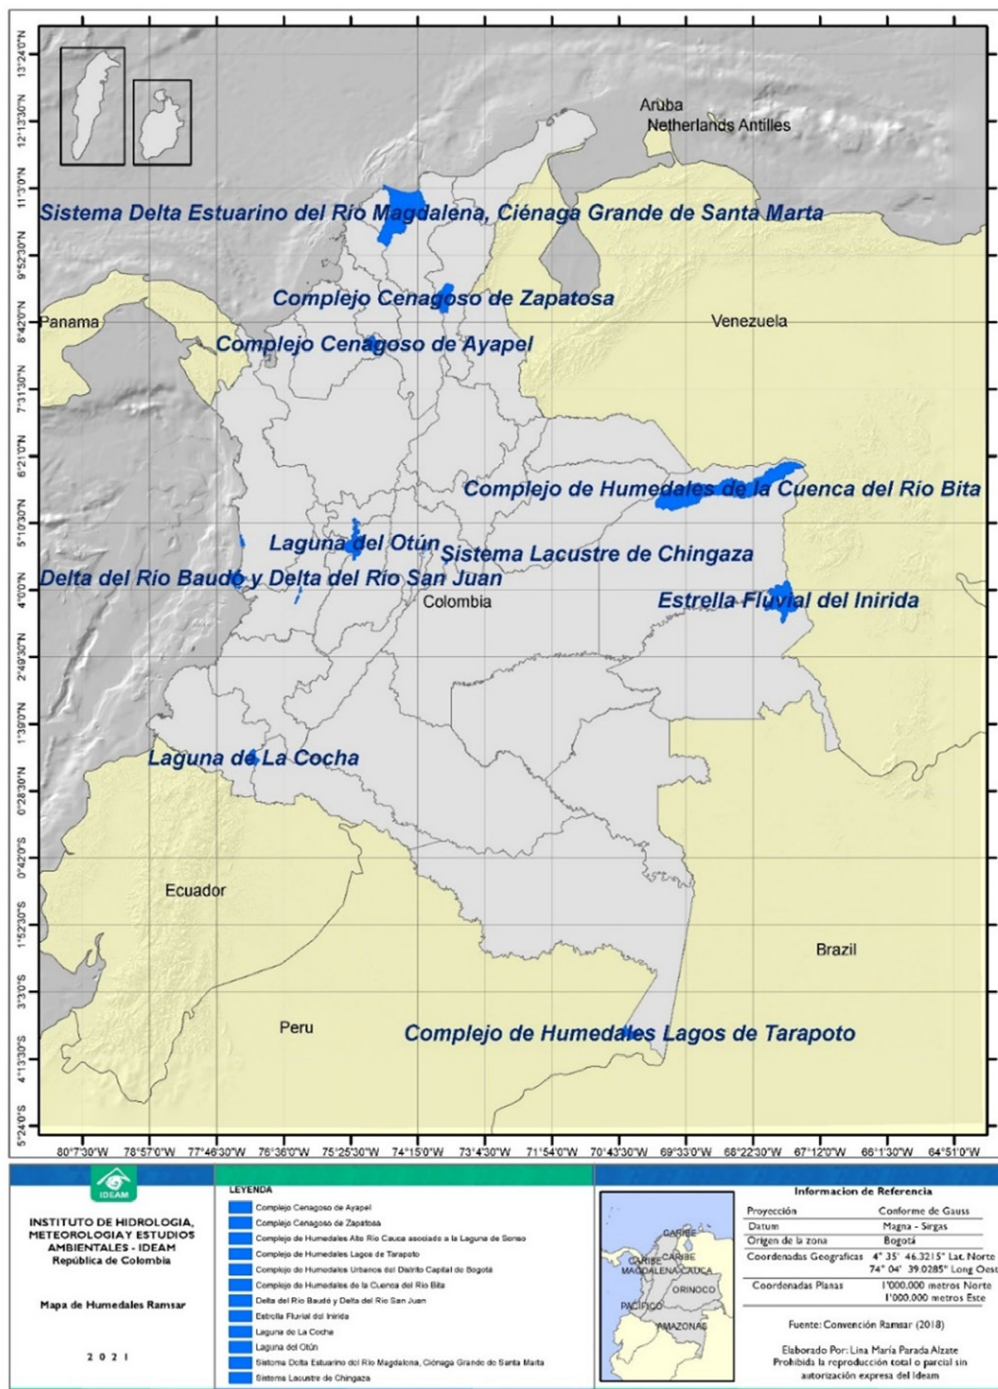 13°24'0"N
12°13'30"N
11°3'0"N
9°52'30"N
8°42'0"N
7°31'30"N
6°21'0"N
5°10'30"N
4°0'0"N
2°49'30"N
1°39'0"N
0°28'30"N
0°42'0"S
1°52'30"S
3°3'0"S
4°13'30"S
5°24'0"S
Aruba
Netherlands Antilles
Sistema Delta Estuarino del Río Magdalena, Ciénaga Grande de Santa Marta
Complejo Cenagoso de Zapatosa
Panama
Venezuela
Complejo Cenagoso de Ayapel
Complejo de Humedales de la Cuenca del Rio Bita
Laguna del Otún
Sistema Lacustre de Chingaza
Delta del Río Baudó y Delta del Río San Juan
Colombia
Estrella Fluvial del Inirida
Laguna de La Cocha
Ecuador
Brazil
Peru
Complejo de Humedales Lagos de Tarapoto
80°7'30"W 78°57'0"W 77°46'30"W 76°36'0"W 75°25'30"W 74°15'0"W 73°4'30"W 71°54'0"W 70°43'30"W 69°33'0"W 68°22'30"W 67°12'0"W 66°1'30"W 64°51'0"W
IDEAM
INSTITUTO DE HIDROLOGIA,
METEOROLOGIA Y ESTUDIOS
AMBIENTALES - IDEAM
República de Colombia
Mapa de Humedales Ramsar
2 0 2 1
LEYENDA
Complejo Cenagoso de Ayapel
Complejo Cenagoso de Zapatosa
Complejo de Humedales Alto Río Cauca asociado a la Laguna de Sonso
Complejo de Humedales Lagos de Tarapoto
Complejo de Humedales Urbanos del Distrito Capital de Bogotá
Complejo de Humedales de la Cuenca del Rio Bita
Delta del Río Baudó y Delta del Río San Juan
Estrella Fluvial del Inirida
Laguna de La Cocha
Laguna del Otún
Sistema Delta Estuarino del Río Magdalena, Ciénaga Grande de Santa Marta
Sistema Lacustre de Chingaza
CARIBE
CARIBE
CARIBE
MAGDALENA-CAUCA
ORINOCO
PACIFICO
AMAZONAS
Informacion de Referencia
Proyección Conforme de Gauss
Datum Magna - Sirgas
Origen de la zona Bogotá
Coordenadas Geograficas 4° 35' 46.3215" Lat. Norte
74° 04' 39.0285" Long Oest
Coordenadas Planas 1'000.000 metros Norte
1'000.000 metros Este
Fuente: Convención Ramsar (2018)
Elaborado Por: Lina María Parada Alzate
Prohibida la reproducción total o parcial sin
autorización expresa del Ideam